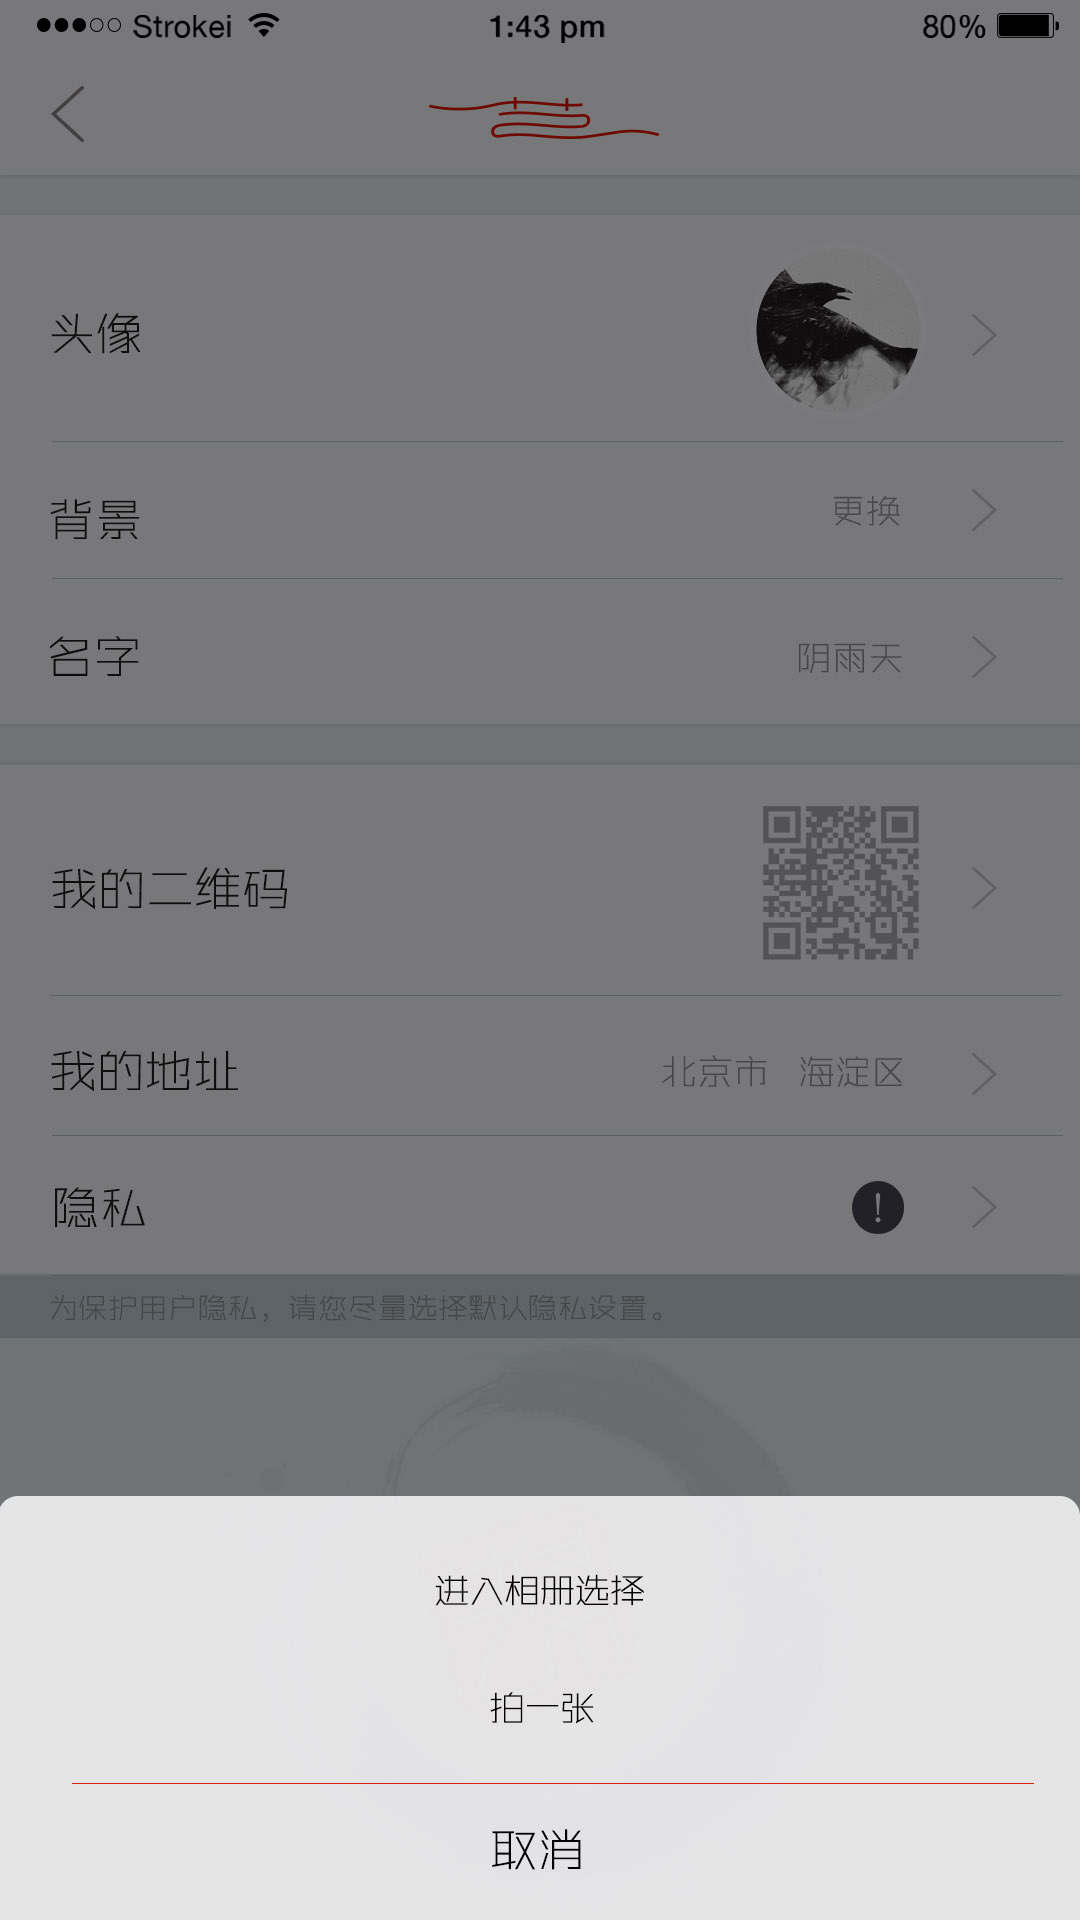 Strokei 1:43 pm 80%
头像
背景 更换
名字 阴雨天
我的二维码
我的地址 北京市 海淀区
隐私 !
为保护用户隐私，请您尽量选择默认隐私设置。
进入相册选择
拍一张
取消